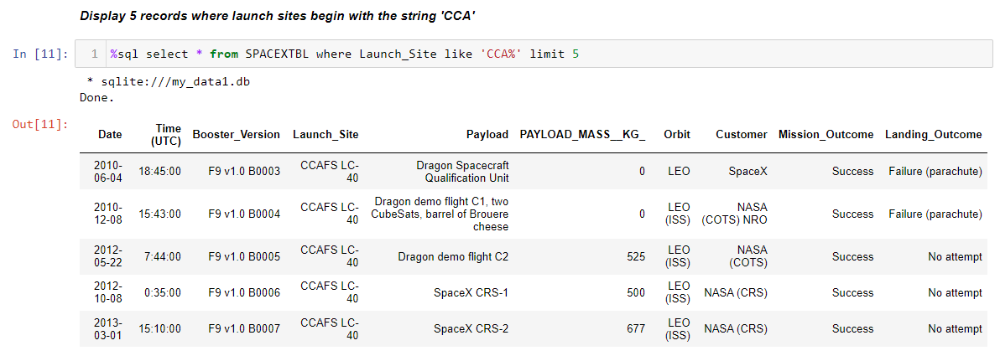 Display 5 records where launch sites begin with the string 'CCA'
In [11]: 1 %sql select * from SPACEXTBL where Launch_Site like 'CCA%' limit 5
* sqlite:///my_data1.db
Done.
Out[11]:
Date Time (UTC) Booster_Version Launch_Site Payload PAYLOAD_MASS__KG_ Orbit Customer Mission_Outcome Landing_Outcome
2010-06-04 18:45:00 F9 v1.0 B0003 CCAFS LC-40 Dragon Spacecraft Qualification Unit 0 LEO SpaceX Success Failure (parachute)
2010-12-08 15:43:00 F9 v1.0 B0004 CCAFS LC-40 Dragon demo flight C1, two CubeSats, barrel of Brouere cheese 0 LEO (ISS) NASA (COTS) NRO Success Failure (parachute)
2012-05-22 7:44:00 F9 v1.0 B0005 CCAFS LC-40 Dragon demo flight C2 525 LEO (ISS) NASA (COTS) Success No attempt
2012-10-08 0:35:00 F9 v1.0 B0006 CCAFS LC-40 SpaceX CRS-1 500 LEO (ISS) NASA (CRS) Success No attempt
2013-03-01 15:10:00 F9 v1.0 B0007 CCAFS LC-40 SpaceX CRS-2 677 LEO (ISS) NASA (CRS) Success No attempt